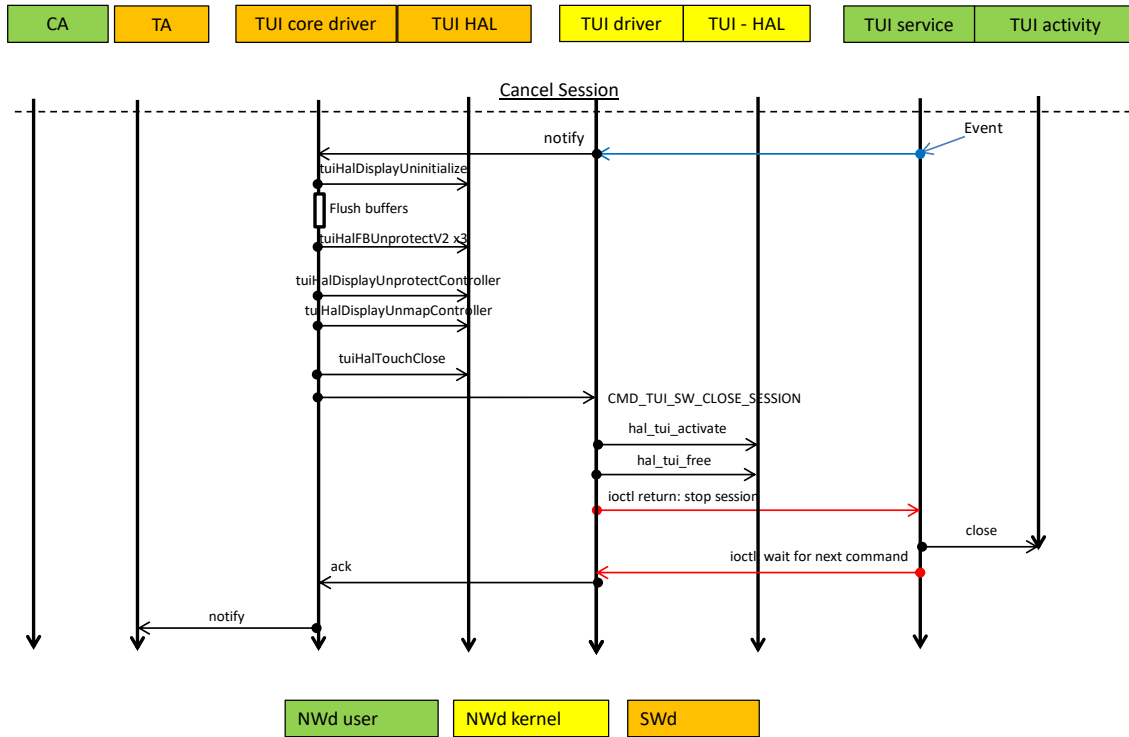 CA
TA
TUI core driver
TUI HAL
TUI driver
TUI - HAL
TUI service
TUI activity
Cancel Session
Event
notify
tuiHalDisplayUninitialize
Flush buffers
tuiHalFBUnprotectV2 x3
tuiHalDisplayUnprotectController
tuiHalDisplayUnmapController
tuiHalTouchClose
CMD_TUI_SW_CLOSE_SESSION
hal_tui_activate
hal_tui_free
ioctl return: stop session
close
ioctl: wait for next command
ack
notify
NWd user
NWd kernel
SWd